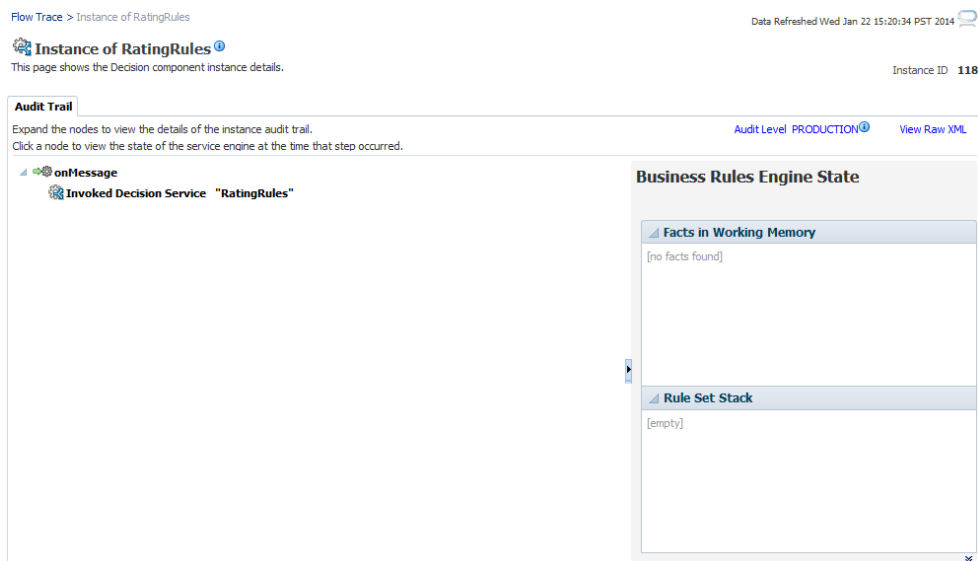 Flow Trace > Instance of RatingRules
Data Refreshed Wed Jan 22 15:20:34 PST 2014
Instance of RatingRules
This page shows the Decision component instance details.
Instance ID 118
Audit Trail
Expand the nodes to view the details of the instance audit trail.
Click a node to view the state of the service engine at the time that step occurred.
Audit Level PRODUCTION
View Raw XML
onMessage
Invoked Decision Service "RatingRules"
Business Rules Engine State
Facts in Working Memory
[no facts found]
Rule Set Stack
[empty]